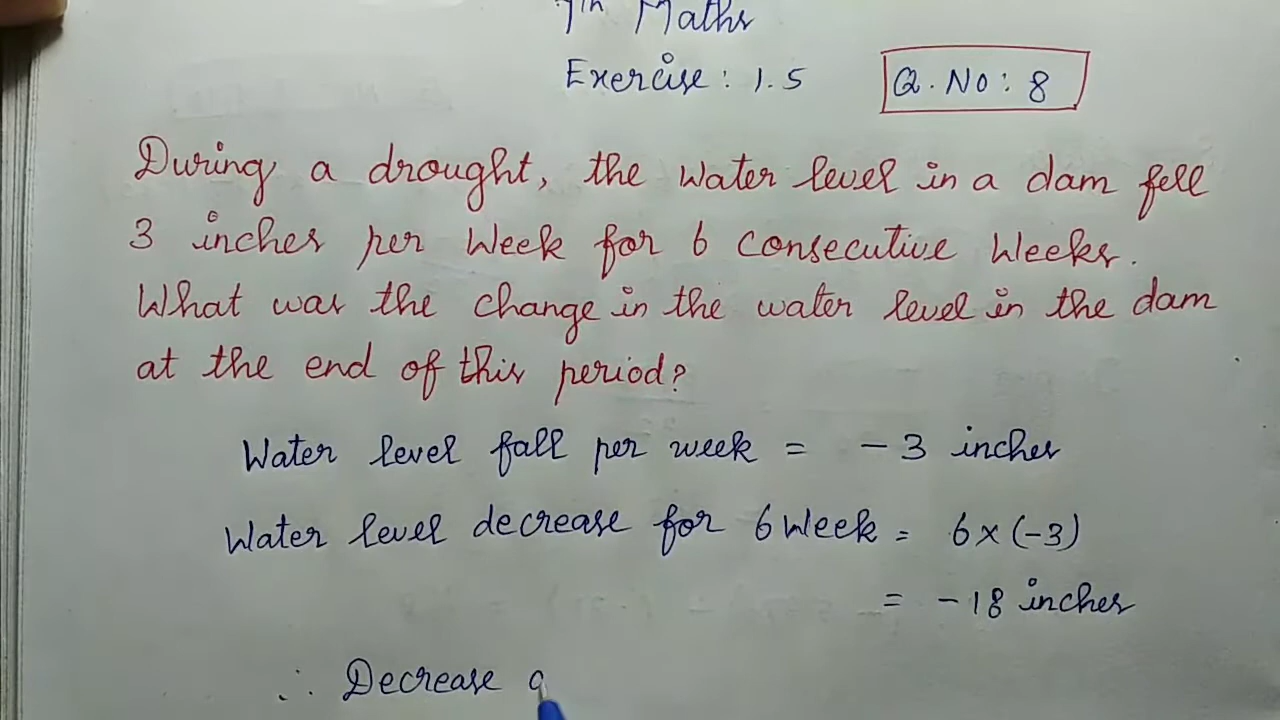 7th Maths
Exercise: 1.5
Q. No: 8
During a drought, the water level in a dam fell
3 inches per week for 6 consecutive weeks.
What was the change in the water level in the dam
at the end of this period?
Water level fall per week = -3 inches
Water level decrease for 6 week = 6×(-3)
= -18 inches
∴ Decrease